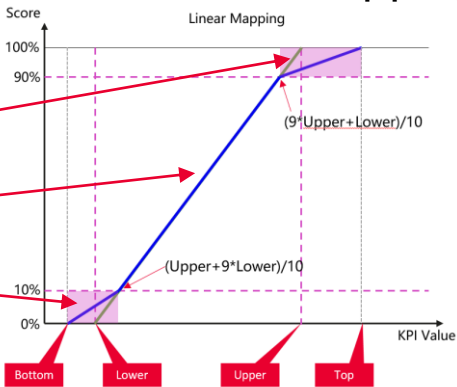 Score
Linear Mapping
100%
90%
(9*Upper+Lower)/10
(Upper+9*Lower)/10
10%
0%
KPI Value
Bottom
Lower
Upper
Top